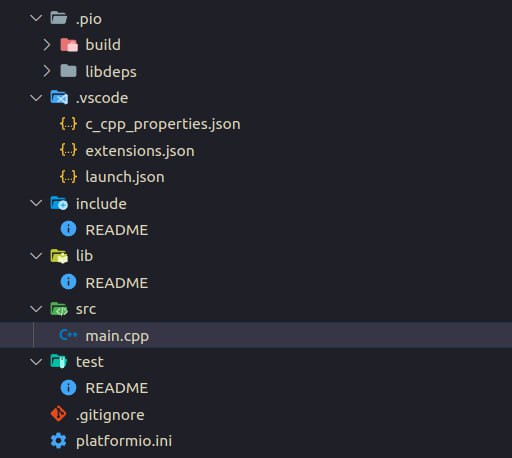 .pio
build
libdeps
.vscode
c_cpp_properties.json
extensions.json
launch.json
include
README
lib
README
src
main.cpp
test
README
.gitignore
platformio.ini